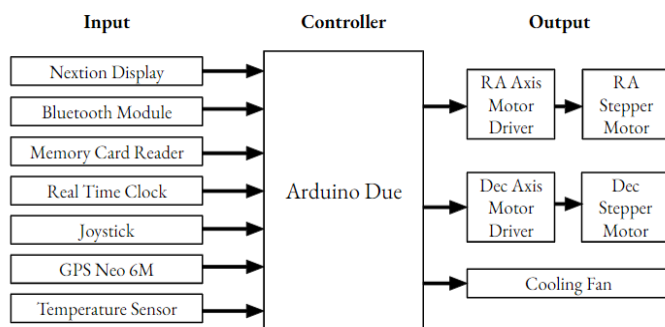 Input
Controller
Output
Nextion Display
Bluetooth Module
Memory Card Reader
Real Time Clock
Joystick
GPS Neo 6M
Temperature Sensor
Arduino Due
RA Axis
Motor
Driver
RA
Stepper
Motor
Dec Axis
Motor
Driver
Dec
Stepper
Motor
Cooling Fan